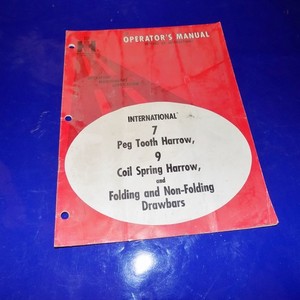 OPERATOR'S MANUAL
INTERNATIONAL
7
Peg Tooth Harrow,
9
Coil Spring Harrow,
and
Folding and Non-Folding
Drawbars